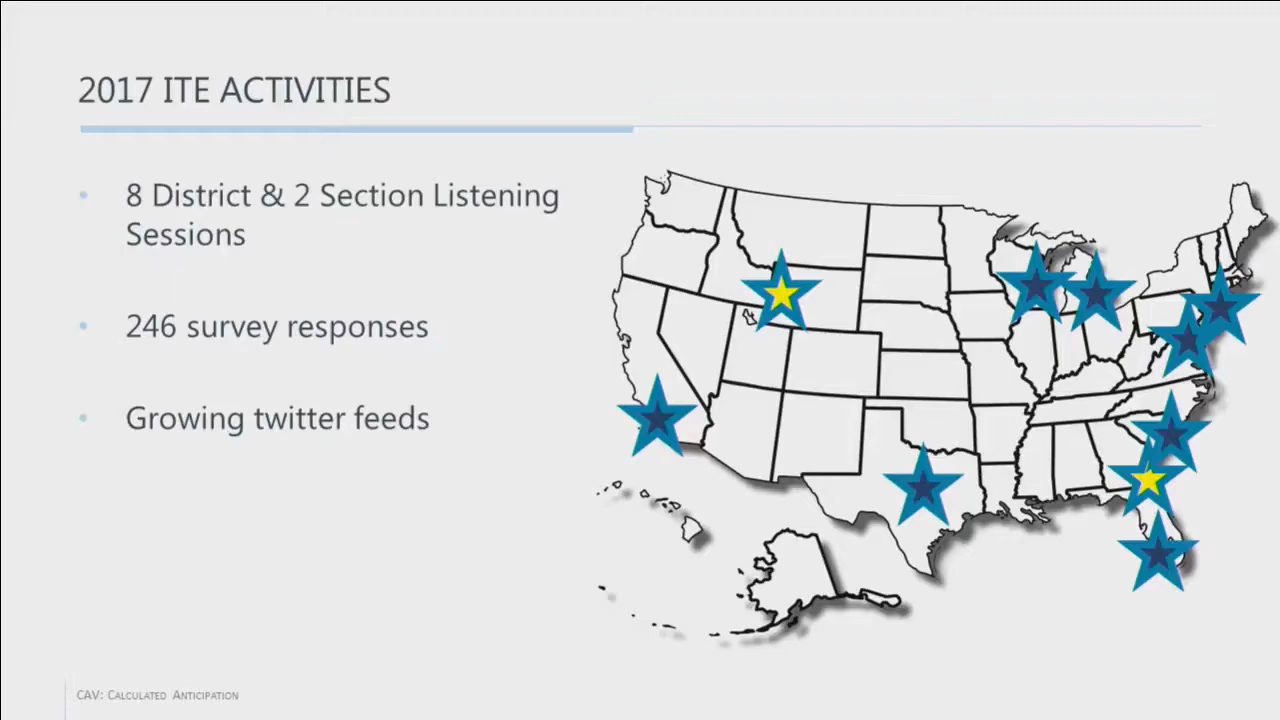 2017 ITE ACTIVITIES
• 8 District & 2 Section Listening
Sessions
• 246 survey responses
• Growing twitter feeds
CAV: CALCULATED ANTICIPATION